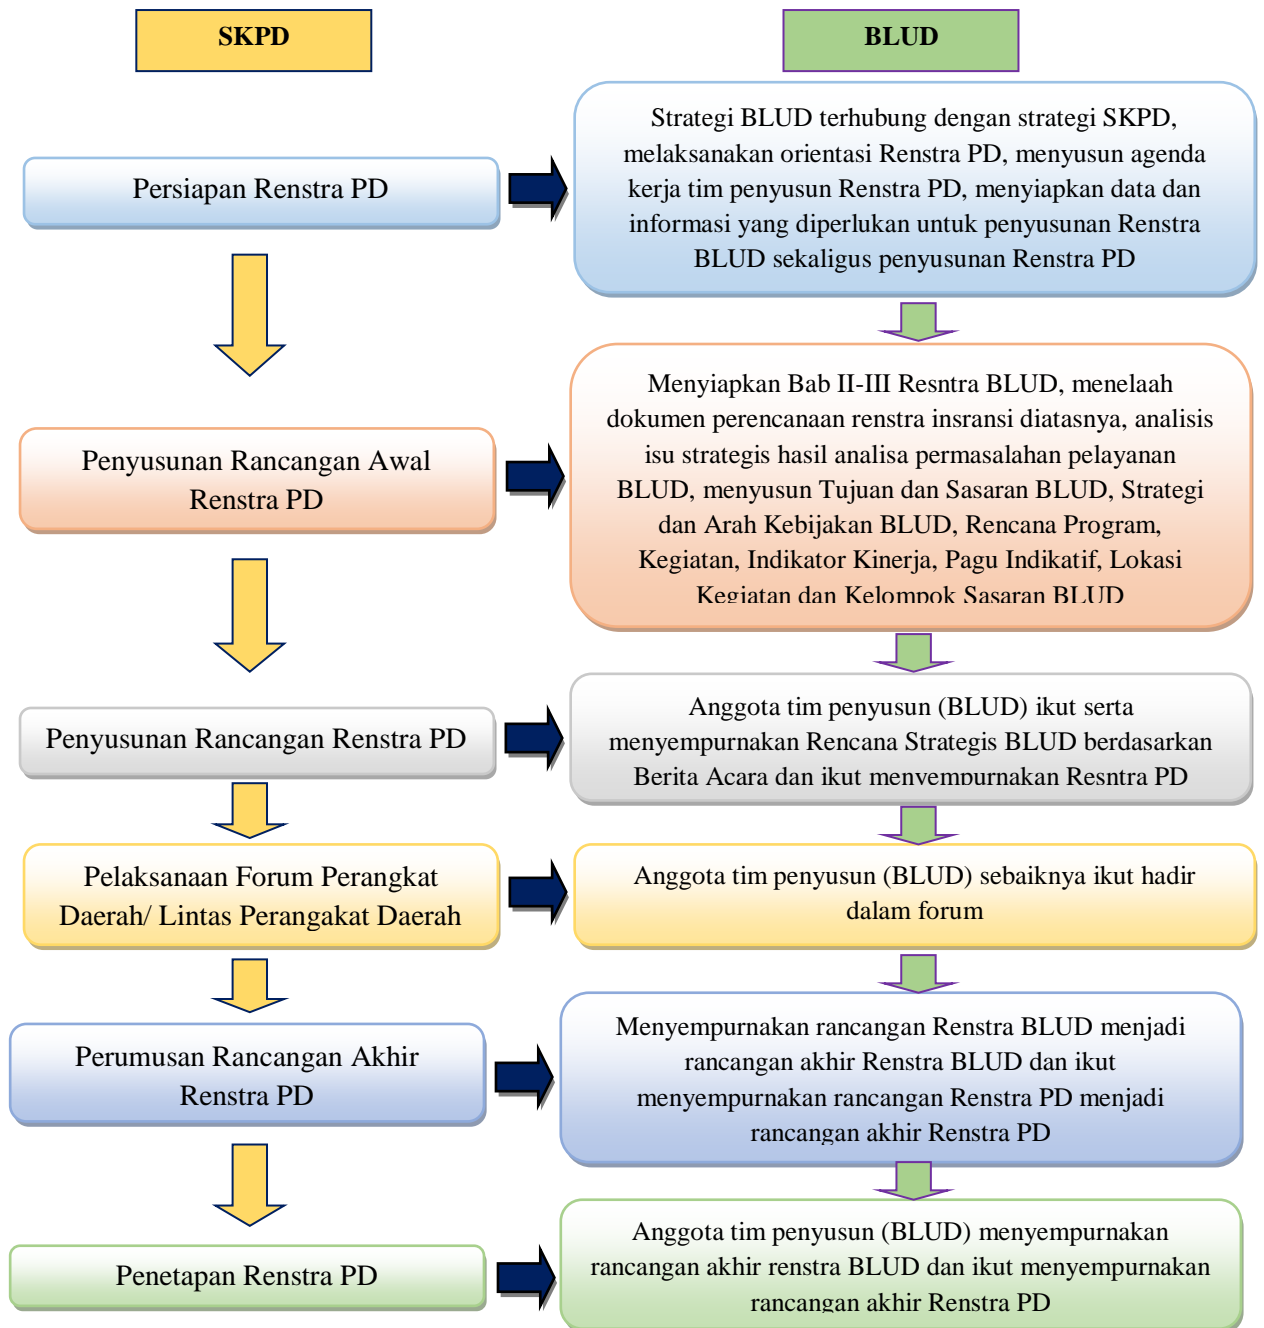 SKPD
BLUD
Persiapan Renstra PD
Strategi BLUD terhubung dengan strategi SKPD,
melaksanakan orientasi Renstra PD, menyusun agenda
kerja tim penyusun Renstra PD, menyiapkan data dan
informasi yang diperlukan untuk penyusunan Renstra
BLUD sekaligus penyusunan Renstra PD
Penyusunan Rancangan Awal
Renstra PD
Menyiapkan Bab II-III Resntra BLUD, menelaah
dokumen perencanaan renstra insransi diatasnya, analisis
isu strategis hasil analisa permasalahan pelayanan
BLUD, menyusun Tujuan dan Sasaran BLUD, Strategi
dan Arah Kebijakan BLUD, Rencana Program,
Kegiatan, Indikator Kinerja, Pagu Indikatif, Lokasi
Kegiatan dan Kelompok Sasaran BLUD
Penyusunan Rancangan Renstra PD
Anggota tim penyusun (BLUD) ikut serta
menyempurnakan Rencana Strategis BLUD berdasarkan
Berita Acara dan ikut menyempurnakan Resntra PD
Pelaksanaan Forum Perangkat
Daerah/ Lintas Perangakat Daerah
Anggota tim penyusun (BLUD) sebaiknya ikut hadir
dalam forum
Perumusan Rancangan Akhir
Renstra PD
Menyempurnakan rancangan Renstra BLUD menjadi
rancangan akhir Renstra BLUD dan ikut
menyempurnakan rancangan Renstra PD menjadi
rancangan akhir Renstra PD
Penetapan Renstra PD
Anggota tim penyusun (BLUD) menyempurnakan
rancangan akhir renstra BLUD dan ikut menyempurnakan
rancangan akhir Renstra PD